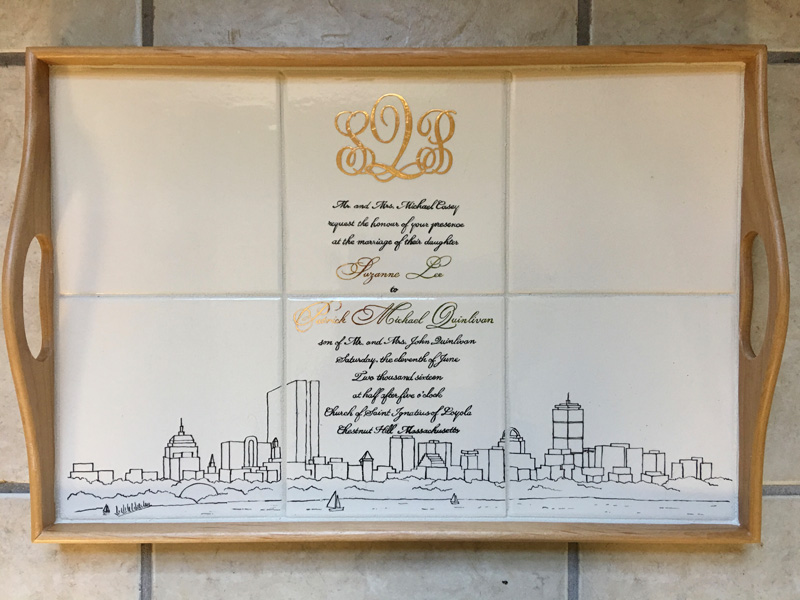 SQP
Mr. and Mrs. Michael Casey
request the honour of your presence
at the marriage of their daughter
Suzanne Lee
to
Patrick Michael Quinlivan
son of Mr. and Mrs. John Quinlivan
Saturday, the eleventh of June
Two thousand sixteen
at half after five o'clock
Church of Saint Ignatius of Loyola
Chestnut Hill, Massachusetts